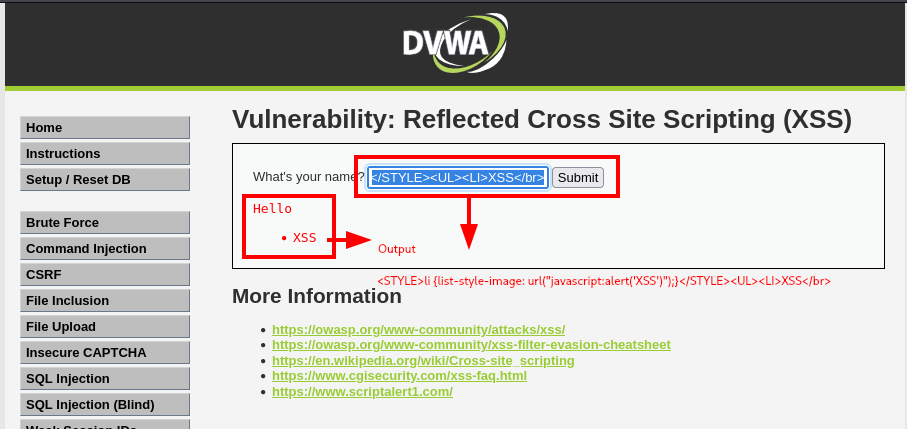 DVWA
Home
Instructions
Setup / Reset DB
Brute Force
Command Injection
CSRF
File Inclusion
File Upload
Insecure CAPTCHA
SQL Injection
SQL Injection (Blind)
Weak Session IDs
Vulnerability: Reflected Cross Site Scripting (XSS)
What's your name? </STYLE><UL><LI>XSS</br> Submit
Hello
• XSS
Output
<STYLE>li {list-style-image: url("javascript:alert('XSS')");}</STYLE><UL><LI>XSS</br>
More Information
• https://owasp.org/www-community/attacks/xss/
• https://owasp.org/www-community/xss-filter-evasion-cheatsheet
• https://en.wikipedia.org/wiki/Cross-site_scripting
• https://www.cgisecurity.com/xss-faq.html
• https://www.scriptalert1.com/